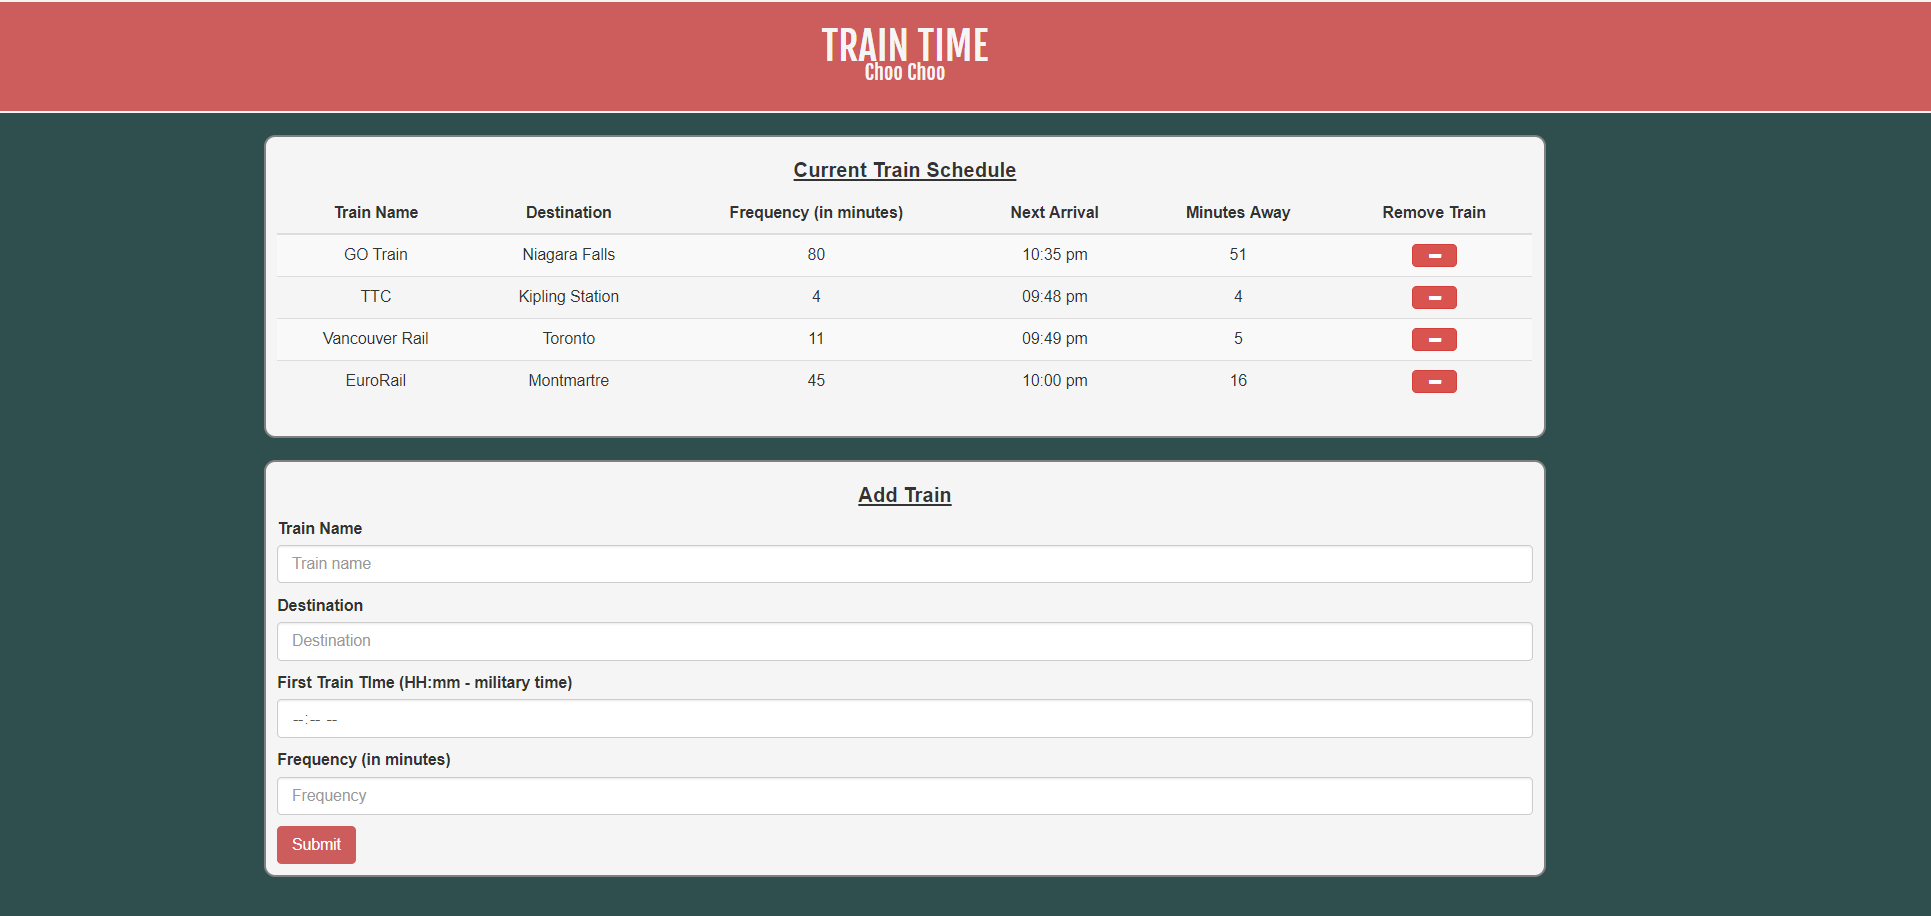 TRAIN TIME
Choo Choo
Current Train Schedule
Train Name Destination Frequency (in minutes) Next Arrival Minutes Away Remove Train
GO Train Niagara Falls 80 10:35 pm 51
TTC Kipling Station 4 09:48 pm 4
Vancouver Rail Toronto 11 09:49 pm 5
EuroRail Montmartre 45 10:00 pm 16
Add Train
Train Name
Train name
Destination
Destination
First Train TIme (HH:mm - military time)
--:-- --
Frequency (in minutes)
Frequency
Submit